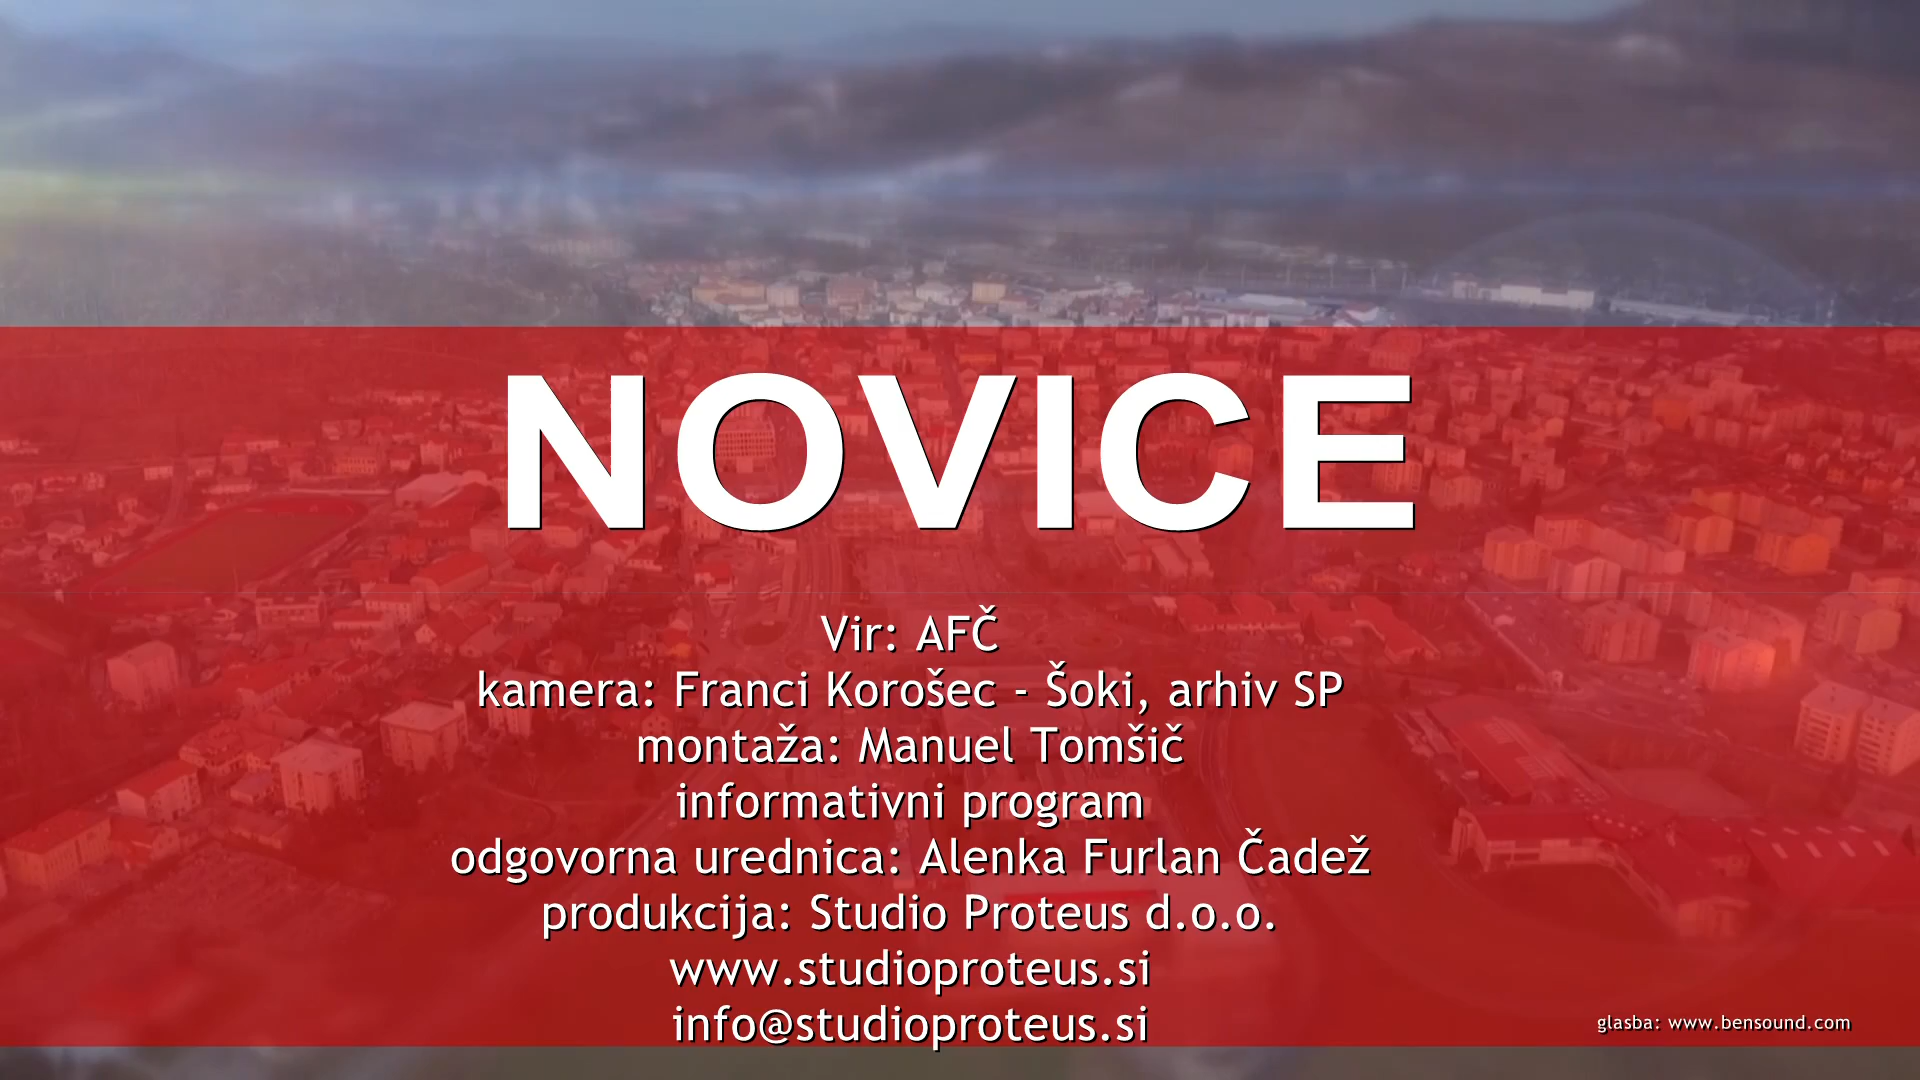 NOVICE
Vir: AFČ
kamera: Franci Korošec - Šoki, arhiv SP
montaža: Manuel Tomšič
informativni program
odgovorna urednica: Alenka Furlan Čadež
produkcija: Studio Proteus d.o.o.
www.studioproteus.si
info@studioproteus.si
glasba: www.bensound.com